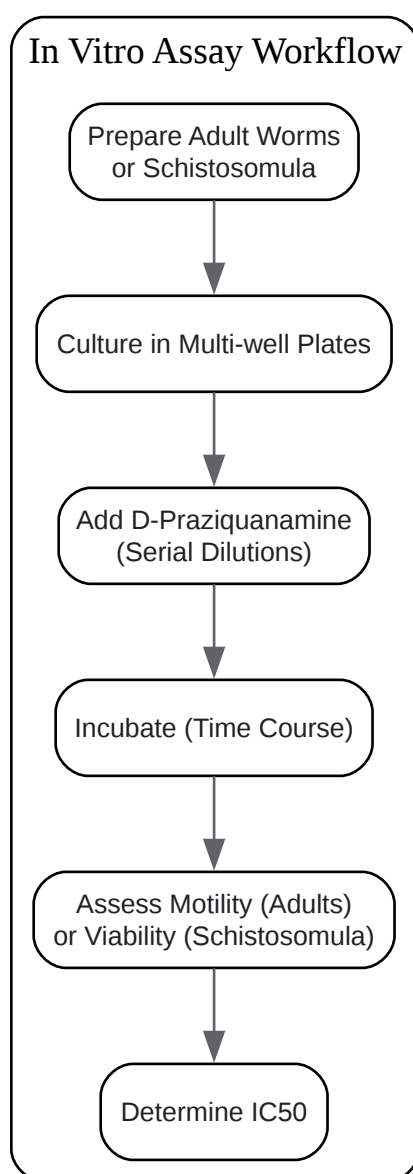 In Vitro Assay Workflow
Prepare Adult Worms
or Schistosomula
Culture in Multi-well Plates
Add D-Praziquanamine
(Serial Dilutions)
Incubate (Time Course)
Assess Motility (Adults)
or Viability (Schistosomula)
Determine IC50